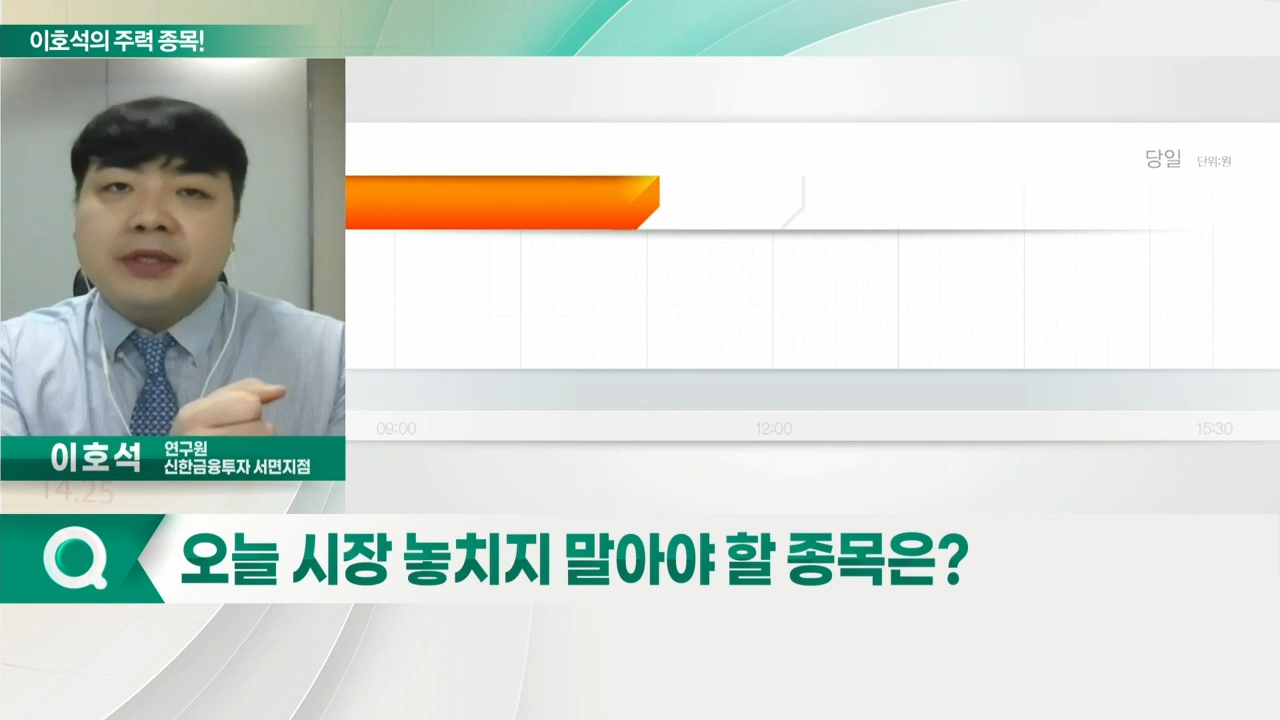 이호석의 주력 종목!
당일 단위:원
09:00 12:00 15:30
이호석
연구원
신한금융투자 서면지점
14.25
Q 오늘 시장 놓치지 말아야 할 종목은?